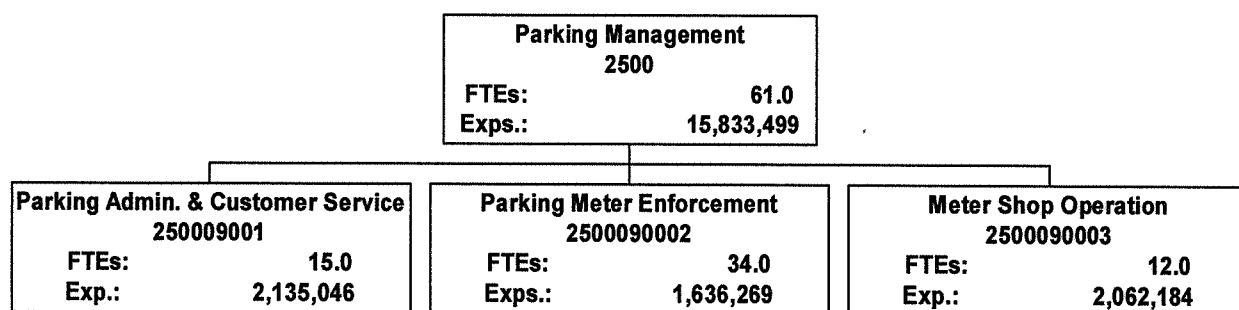 Parking Management
2500
FTEs: 61.0
Exps.: 15,833,499
Parking Admin. & Customer Service
250009001
FTEs: 15.0
Exp.: 2,135,046
Parking Meter Enforcement
2500090002
FTEs: 34.0
Exps.: 1,636,269
Meter Shop Operation
2500090003
FTEs: 12.0
Exp.: 2,062,184